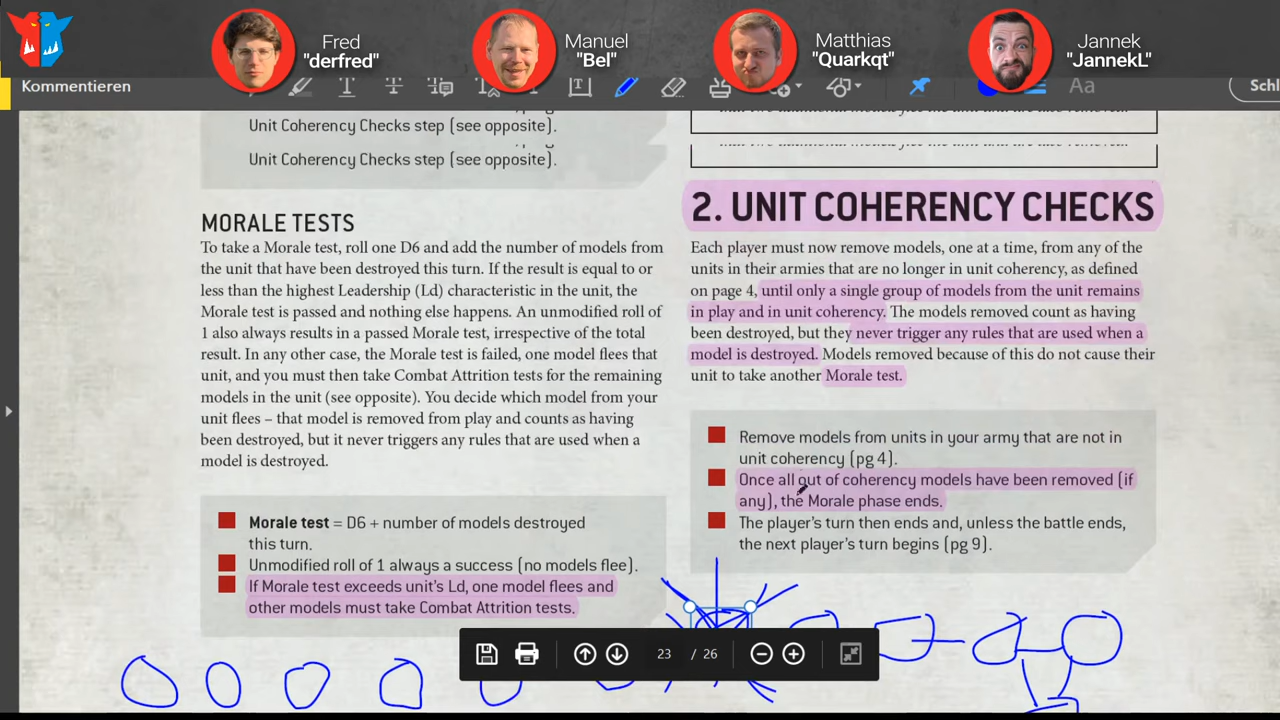 Fred
"derfred"
Manuel
"Bel"
Matthias
"Quarkqt"
Jannek
"JannekL"
Kommentieren
Aa
Schl
Unit Coherency Checks step (see opposite).
Unit Coherency Checks step (see opposite).
MORALE TESTS
To take a Morale test, roll one D6 and add the number of models from
the unit that have been destroyed this turn. If the result is equal to or
less than the highest Leadership (Ld) characteristic in the unit, the
Morale test is passed and nothing else happens. An unmodified roll of
1 also always results in a passed Morale test, irrespective of the total
result. In any other case, the Morale test is failed, one model flees that
unit, and you must then take Combat Attrition tests for the remaining
models in the unit (see opposite). You decide which model from your
unit flees – that model is removed from play and counts as having
been destroyed, but it never triggers any rules that are used when a
model is destroyed.
Morale test = D6 + number of models destroyed
this turn.
Unmodified roll of 1 always a success (no models flee).
If Morale test exceeds unit's Ld, one model flees and
other models must take Combat Attrition tests.
2. UNIT COHERENCY CHECKS
Each player must now remove models, one at a time, from any of the
units in their armies that are no longer in unit coherency, as defined
on page 4, until only a single group of models from the unit remains
in play and in unit coherency. The models removed count as having
been destroyed, but they never trigger any rules that are used when a
model is destroyed. Models removed because of this do not cause their
unit to take another Morale test.
Remove models from units in your army that are not in
unit coherency (pg 4).
Once all out of coherency models have been removed (if
any), the Morale phase ends.
The player's turn then ends and, unless the battle ends,
the next player's turn begins (pg 9).
23 / 26